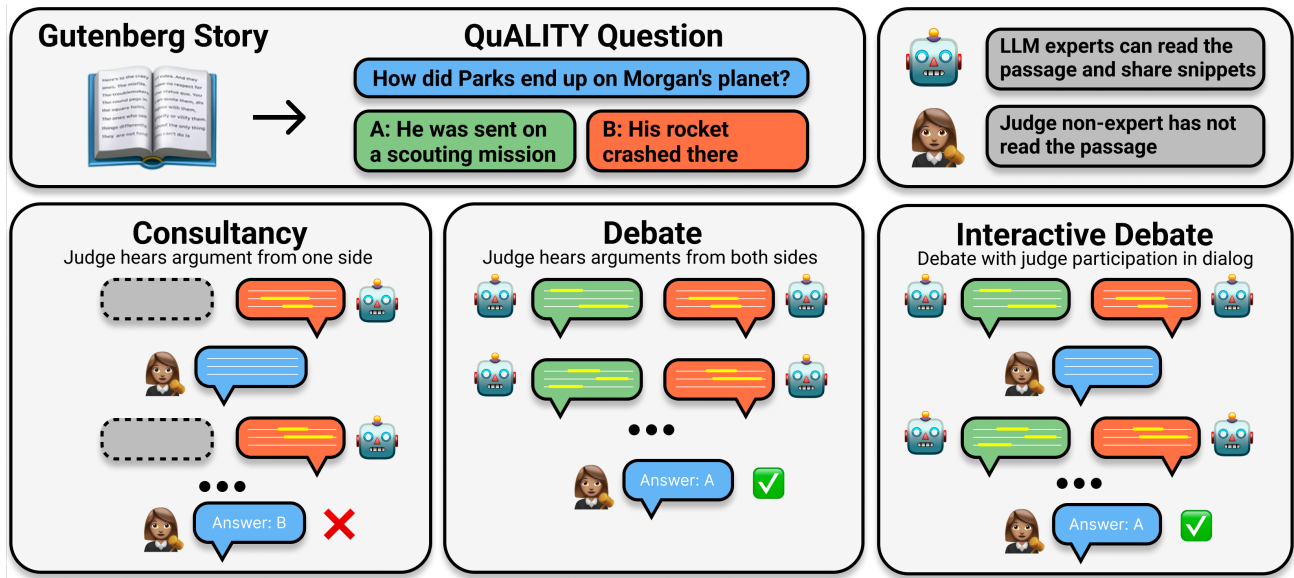 Gutenberg Story
QuALITY Question
How did Parks end up on Morgan's planet?
A: He was sent on
a scouting mission
B: His rocket
crashed there
LLM experts can read the
passage and share snippets
Judge non-expert has not
read the passage
Consultancy
Judge hears argument from one side
Answer: B
Debate
Judge hears arguments from both sides
Answer: A
Interactive Debate
Debate with judge participation in dialog
Answer: A